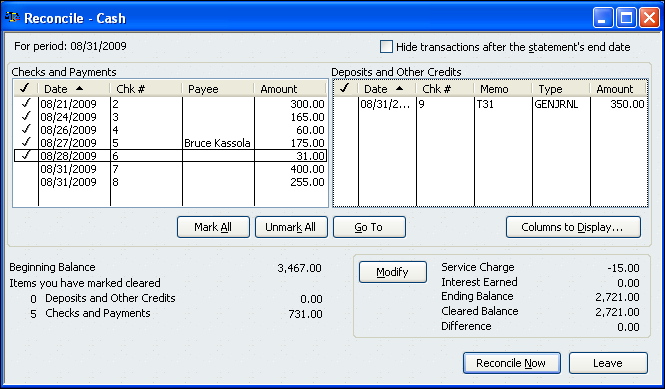 Reconcile - Cash
For period: 08/31/2009
Hide transactions after the statement's end date
Checks and Payments
✓ Date Chk # Payee Amount
✓ 08/21/2009 2 300.00
✓ 08/24/2009 3 165.00
✓ 08/26/2009 4 60.00
✓ 08/27/2009 5 Bruce Kassola 175.00
✓ 08/28/2009 6 31.00
08/31/2009 7 400.00
08/31/2009 8 255.00
Deposits and Other Credits
✓ Date Chk # Memo Type Amount
08/31/2... 9 T31 GENJRNL 350.00
Mark All Unmark All Go To Columns to Display...
Beginning Balance 3,467.00
Items you have marked cleared
0 Deposits and Other Credits 0.00
5 Checks and Payments 731.00
Modify
Service Charge -15.00
Interest Earned 0.00
Ending Balance 2,721.00
Cleared Balance 2,721.00
Difference 0.00
Reconcile Now Leave